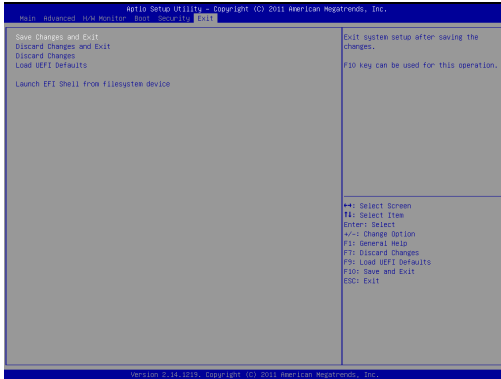 Aptio Setup Utility – Copyright (C) 2011 American Megatrends, Inc.
Main Advanced H/W Monitor Boot Security Exit
Save Changes and Exit
Discard Changes and Exit
Discard Changes
Load UEFI Defaults
Launch EFI Shell from filesystem device
Exit system setup after saving the
changes.
F10 key can be used for this operation.
↔: Select Screen
↑↓: Select Item
Enter: Select
+/-: Change Option
F1: General Help
F7: Discard Changes
F9: Load UEFI Defaults
F10: Save and Exit
ESC: Exit
Version 2.14.1219. Copyright (C) 2011 American Megatrends, Inc.